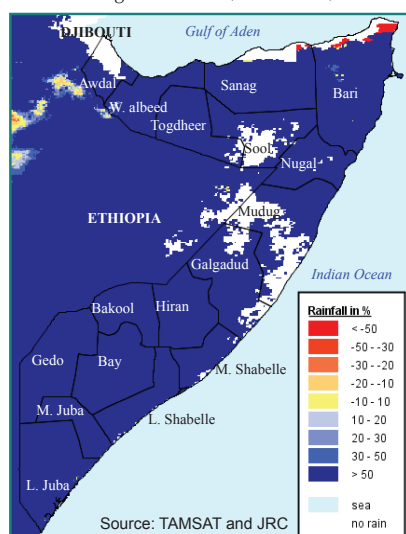 DJIBOUTI
Gulf of Aden
Awdal
Sanag
Bari
W. albeed
Togdheer
Sool
Nugal
ETHIOPIA
Mudug
Galgadud
Indian Ocean
Bakool
Hiran
Gedo
Bay
M. Shabelle
M. Juba
L. Shabelle
L. Juba
Rainfall in %
< -50
-50 - -30
-30 - -20
-20 - -10
-10 - 10
10 - 20
20 - 30
30 - 50
> 50
sea
no rain
Source: TAMSAT and JRC